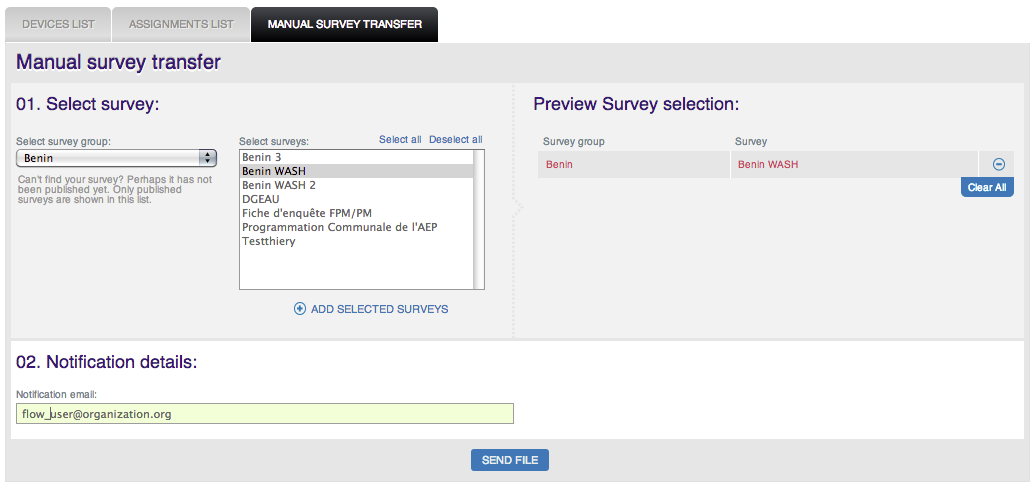 DEVICES LIST
ASSIGNMENTS LIST
MANUAL SURVEY TRANSFER
Manual survey transfer
01. Select survey:
Select survey group:
Benin
Can't find your survey? Perhaps it has not
been published yet. Only published
surveys are shown in this list.
Select surveys:
Select all
Deselect all
Benin 3
Benin WASH
Benin WASH 2
DGEAU
Fiche d'enquête FPM/PM
Programmation Communale de l'AEP
Testthiery
ADD SELECTED SURVEYS
Preview Survey selection:
Survey group
Survey
Benin
Benin WASH
Clear All
02. Notification details:
Notification email:
flow_user@organization.org
SEND FILE